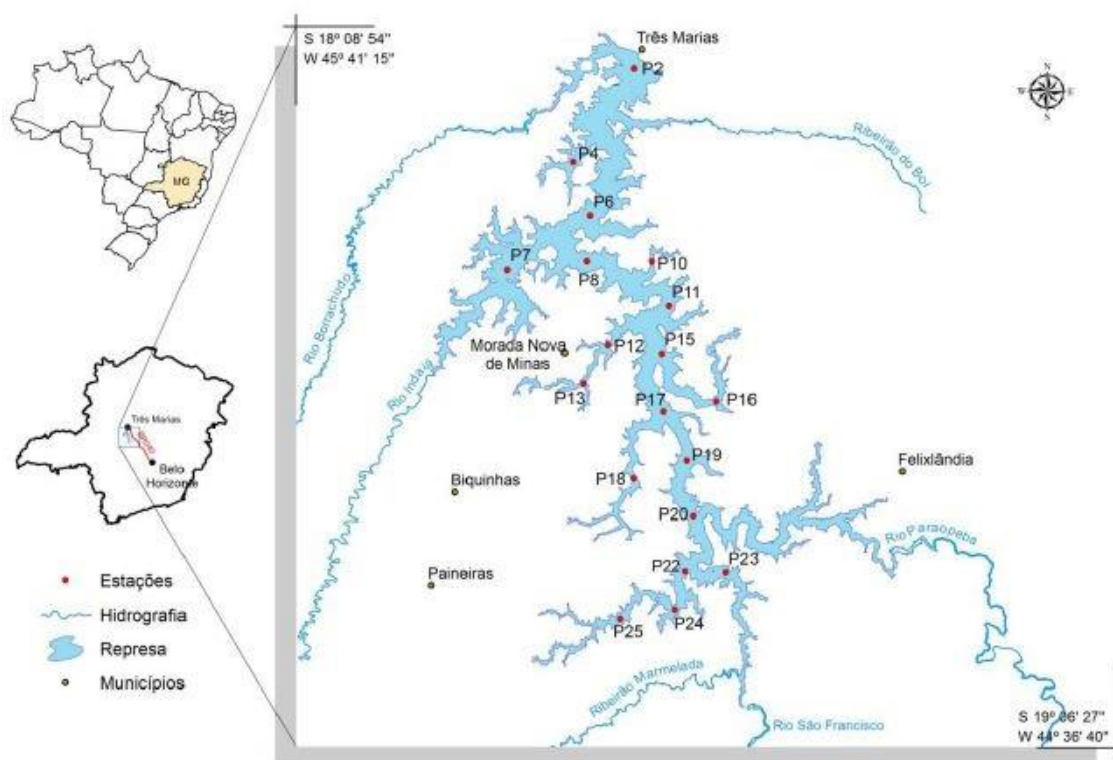 S 18º 08' 54"
W 45º 41' 15"
Três Marias
P2
N
W
E
S
Ribeirão do Boi
MG
P4
P6
P7
P8
P10
P11
Rio Borrachudo
Rio Indaiá
Morada Nova
de Minas
P12
P15
P13
P16
P17
Três Marias
Belo
Horizonte
P19
P18
Felixlândia
Biquinhas
P20
Rio Paraopeba
P22
P23
Paineiras
P24
P25
Estações
Hidrografia
Represa
Municípios
Ribeirão Marmelada
Rio São Francisco
S 19º 06' 27"
W 44º 36' 40"